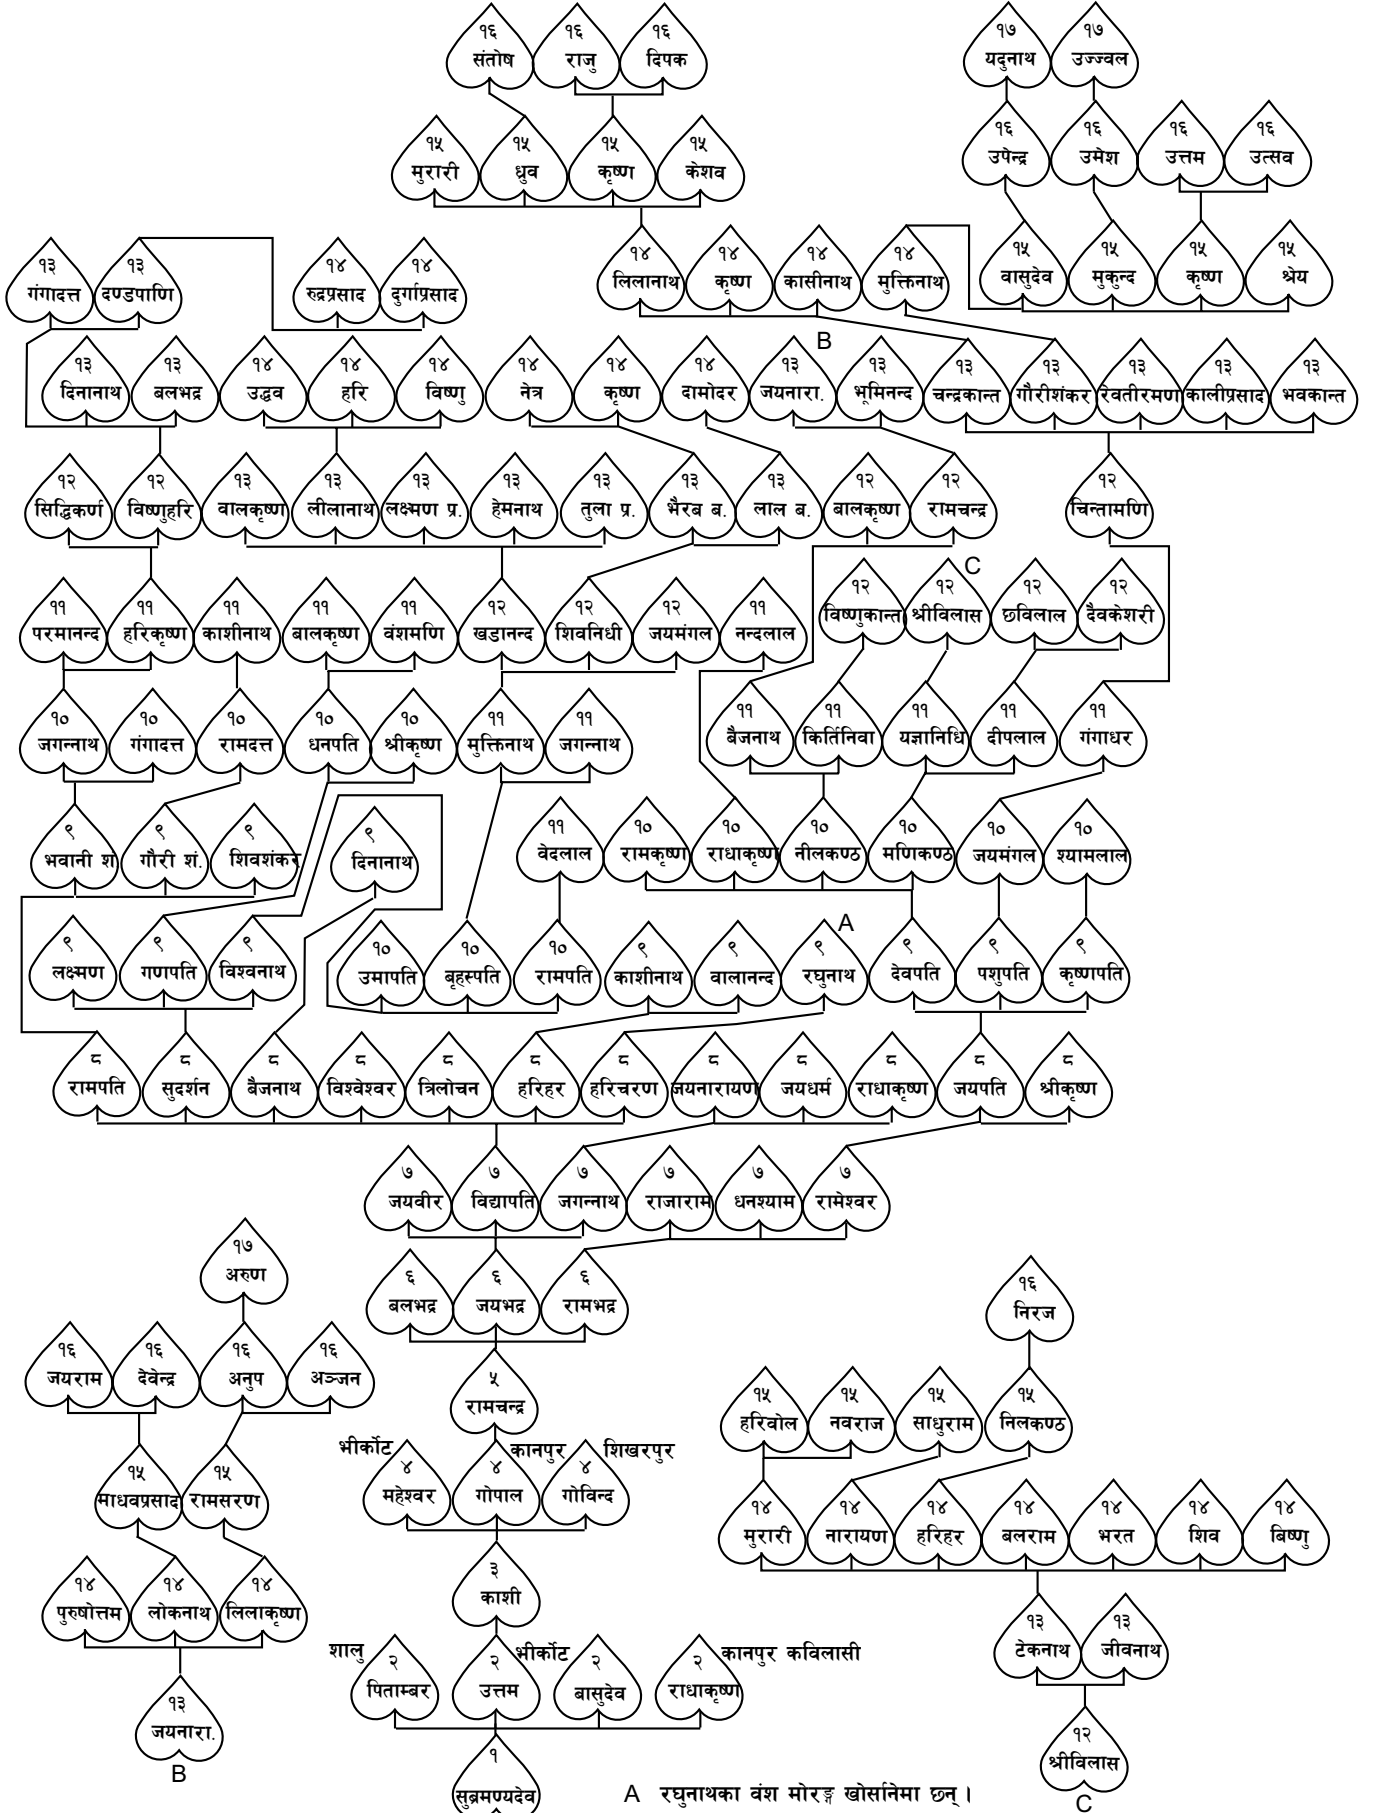 १६ १६ १६ १७ १७
संतोष राजु दिपक यदुनाथ उज्ज्वल
१५ १५ १५ १५ १६ १६ १६ १६
मुरारी ध्रुव कृष्ण केशव उपेन्द्र उमेश उत्तम उत्सव
१३ १३ १४ १४ १४ १४ १४ १४ १५ १५ १५ १५
गंगादत्त दण्डपाणि रुद्रप्रसाद दुर्गाप्रसाद लिलानाथ कृष्ण कासीनाथ मुक्तिनाथ वासुदेव मुकुन्द कृष्ण श्रेय
B
१३ १३ १४ १४ १४ १४ १४ १४ १३ १३ १३ १३ १३ १३ १३
दिनानाथ बलभद्र उद्धव हरि विष्णु नेत्र कृष्ण दामोदर जयनारा. भूमिनन्द चन्द्रकान्त गौरीशंकर रेवतीरमण कालीप्रसाद भवकान्त
१२ १२ १३ १३ १३ १३ १३ १३ १३ १२ १२ १२
सिद्धिकर्ण विष्णुहरि वालकृष्ण लीलानाथ लक्ष्मण प्र. हेमनाथ तुला प्र. भैरब ब. लाल ब. बालकृष्ण रामचन्द्र चिन्तामणि
C
११ ११ ११ ११ ११ १२ १२ १२ ११ १२ १२ १२ १२
परमानन्द हरिकृष्ण काशीनाथ बालकृष्ण वंशमणि खडानन्द शिवनिधी जयमंगल नन्दलाल विष्णुकान्त श्रीविलास छविलाल दैवकेशरी
१० १० १० १० १० ११ ११ ११ ११ ११ ११ ११
जगन्नाथ गंगादत्त रामदत्त धनपति श्रीकृष्ण मुक्तिनाथ जगन्नाथ बैजनाथ किर्तिनिवा यज्ञानिधि दीपलाल गंगाधर
९ ९ ९ ९ ११ १० १० १० १० १० १०
भवानी शं गौरी शं. शिवशंकर दिनानाथ वेदलाल रामकृष्ण राधाकृष्ण नीलकण्ठ मणिकण्ठ जयमंगल श्यामलाल
A
९ ९ ९ १० १० १० ९ ९ ९ ९ ९ ९
लक्ष्मण गणपति विश्वनाथ उमापति बृहस्पति रामपति काशीनाथ वालानन्द रघुनाथ देवपति पशुपति कृष्णपति
८ ८ ८ ८ ८ ८ ८ ८ ८ ८ ८ ८
रामपति सुदर्शन बैजनाथ विश्वेश्वर त्रिलोचन हरिहर हरिचरण जयनारायण जयधर्म राधाकृष्ण जयपति श्रीकृष्ण
७ ७ ७ ७ ७ ७
जयवीर विद्यापति जगन्नाथ राजाराम धनश्याम रामेश्वर
१७
अरुण
६ ६ ६ १६
बलभद्र जयभद्र रामभद्र निरज
१६ १६ १६ १६
जयराम देवेन्द्र अनुप अञ्जन
५
रामचन्द्र
१५ १५ १५ १५
हरिवोल नवराज साधुराम निलकण्ठ
भीर्कोट कानपुर शिखरपुर
४ ४ ४
महेश्वर गोपाल गोविन्द
१५ १५
माधवप्रसाद रामसरण
१४ १४ १४ १४ १४ १४ १४
मुरारी नारायण हरिहर बलराम भरत शिव बिष्णु
३
काशी
१४ १४ १४
पुरुषोत्तम लोकनाथ लिलाकृष्ण
१३ १३
टेकनाथ जीवनाथ
शालु भीर्कोट कानपुर कविलासी
२ २ २ २
पिताम्बर उत्तम बासुदेव राधाकृष्ण
१३
जयनारा.
B
१२
श्रीविलास
C
१
सुब्रमण्यदेव
A रघुनाथका वंश मोरङ्ग खोर्सानेमा छन् ।